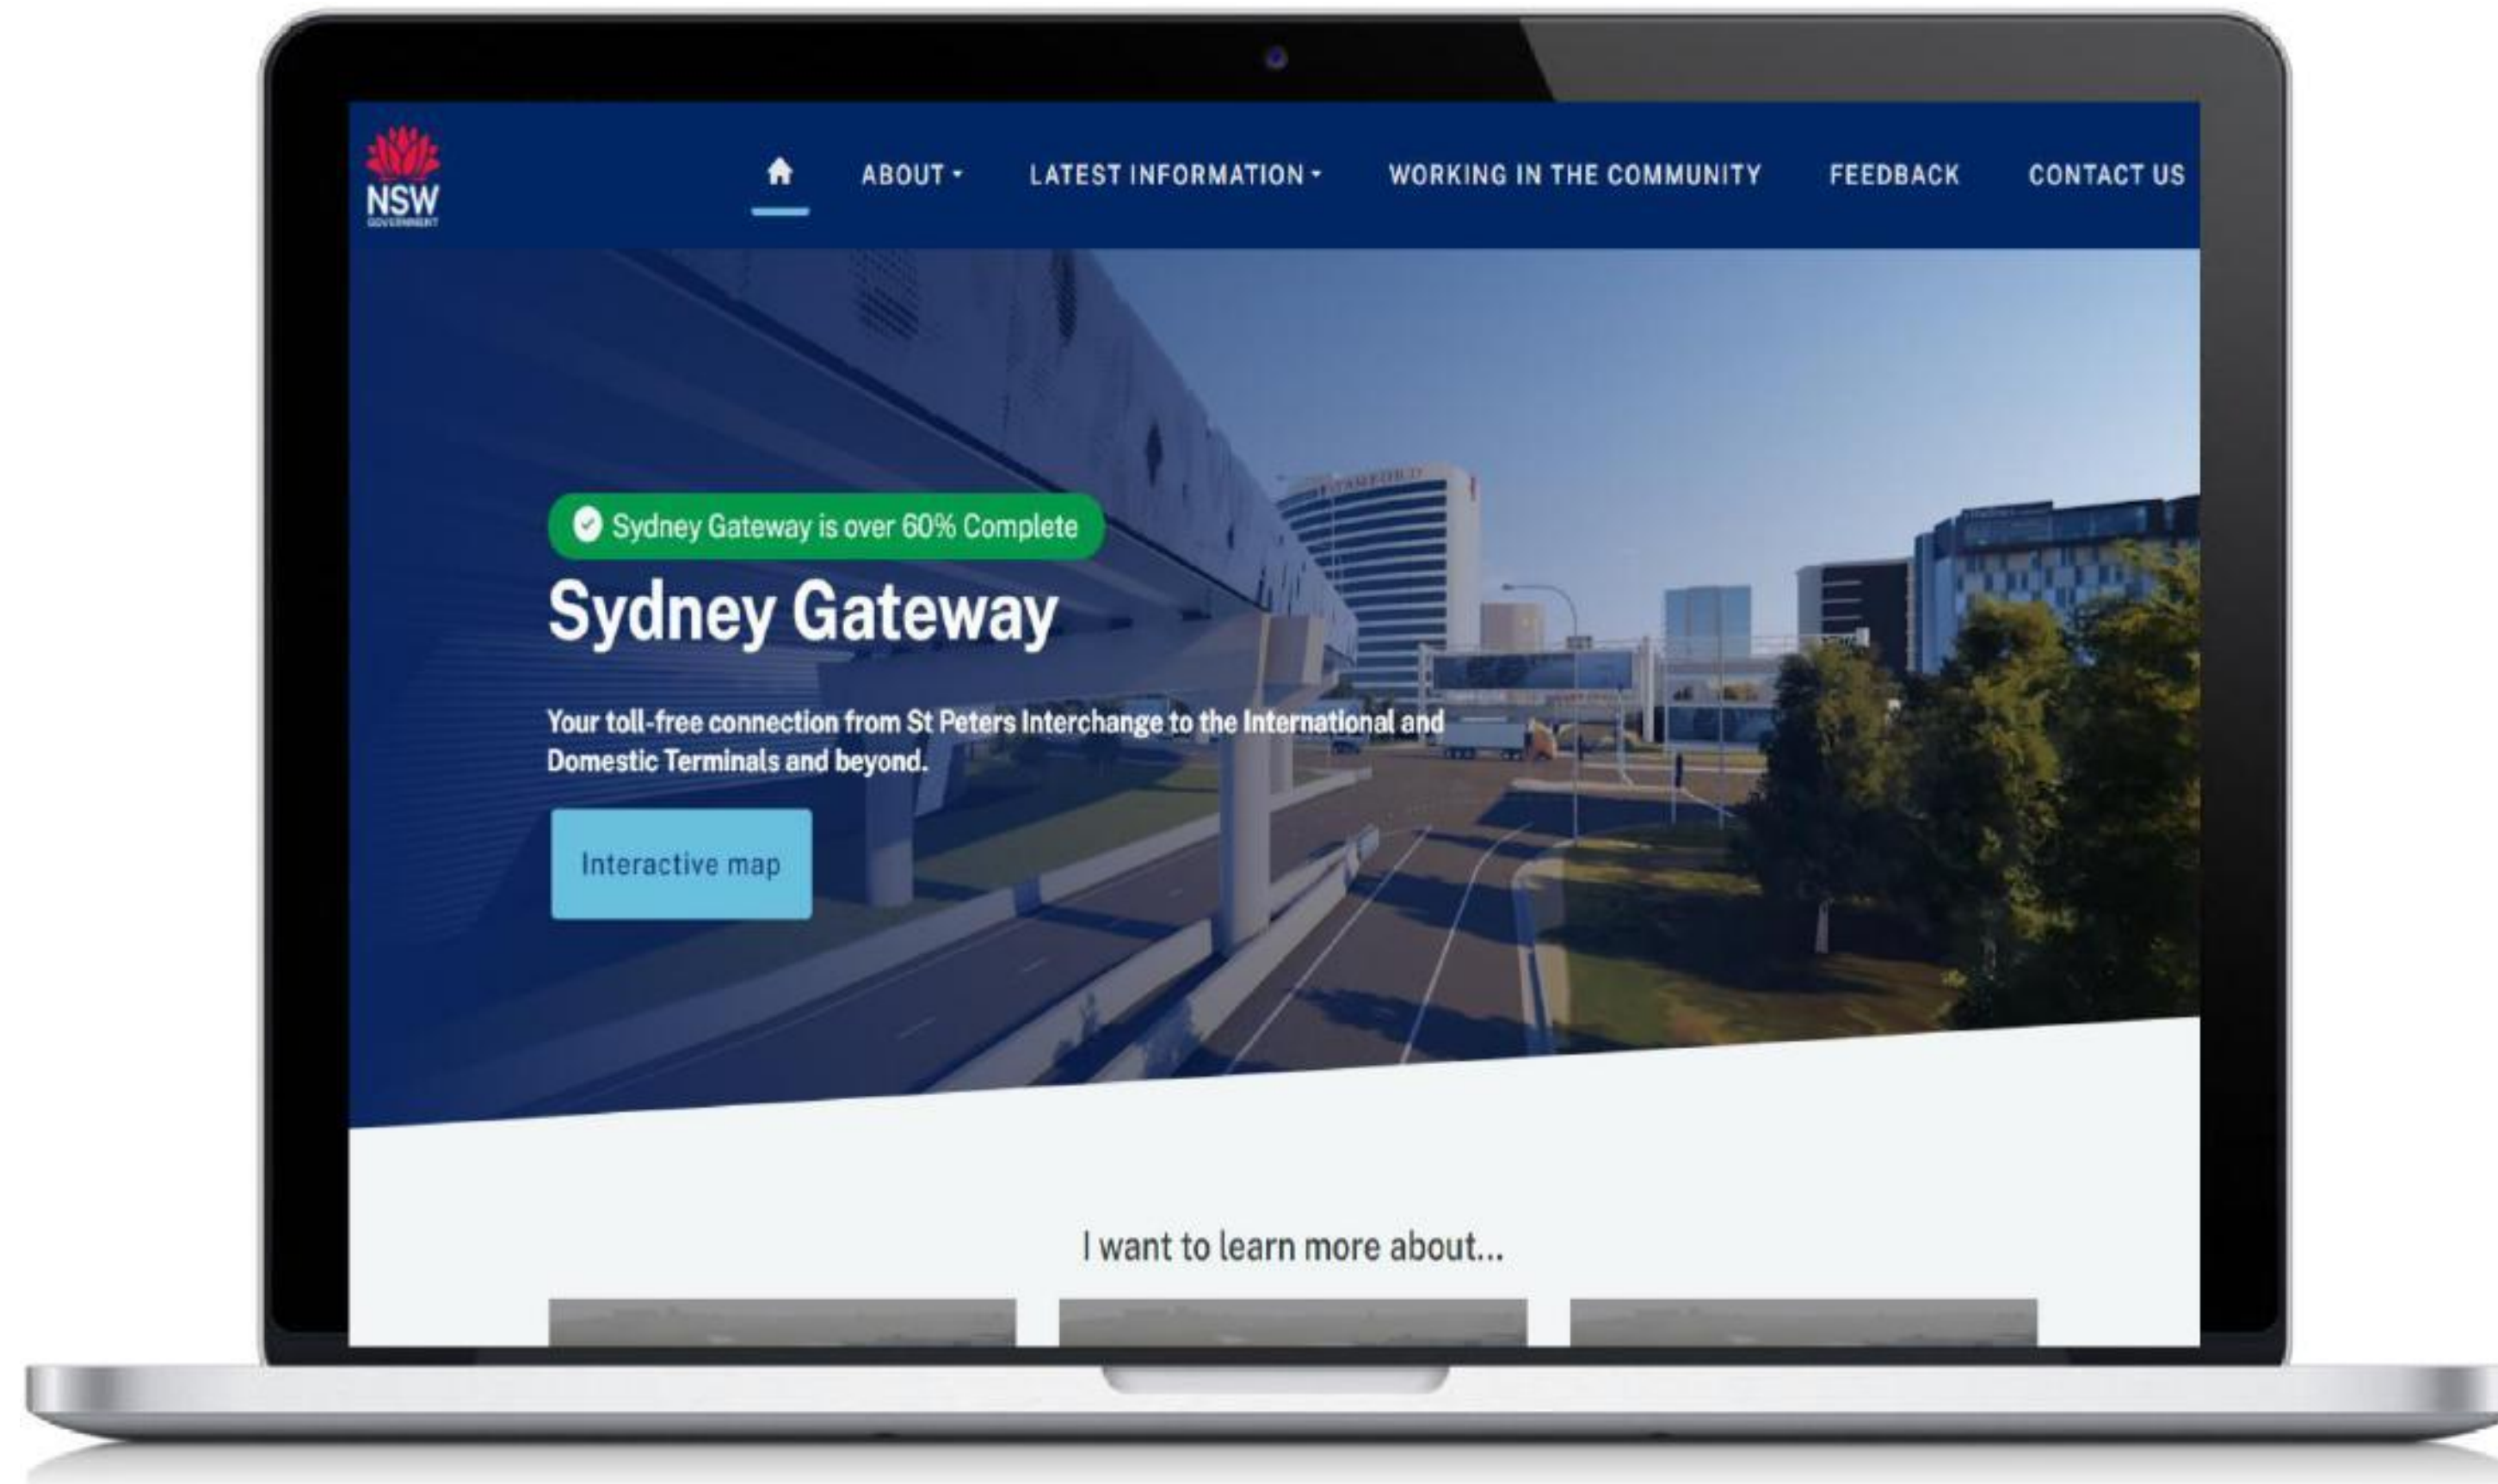 NSW
GOVERNMENT
ABOUT
LATEST INFORMATION
WORKING IN THE COMMUNITY
FEEDBACK
CONTACT US
STAMFORD
Sydney Gateway is over 60% Complete
Sydney Gateway
Your toll-free connection from St Peters Interchange to the International and
Domestic Terminals and beyond.
Interactive map
I want to learn more about...